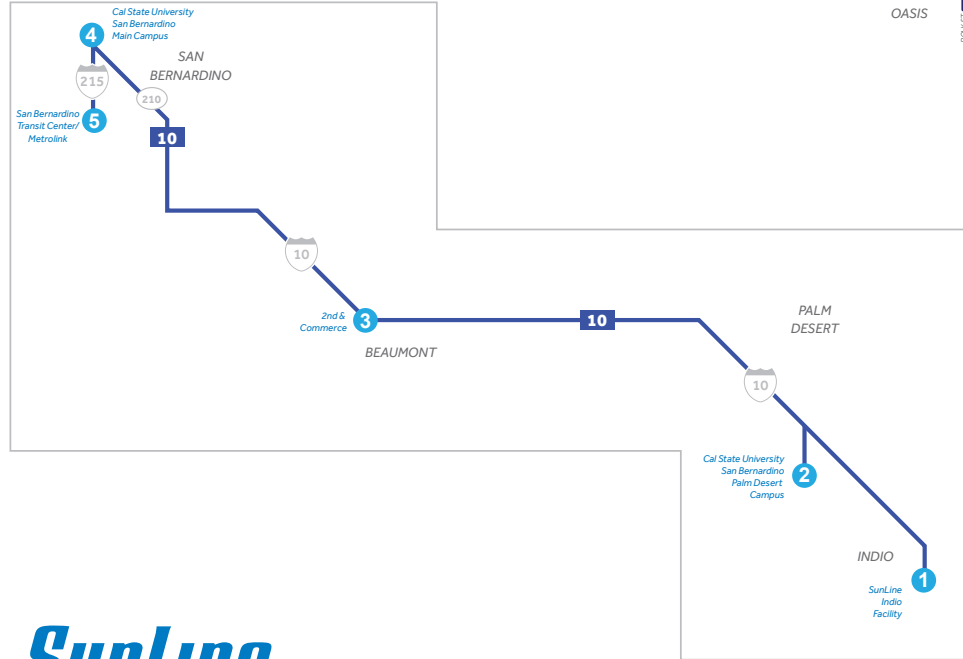 Cal State University
San Bernardino
Main Campus
4
OASIS
SAN
BERNARDINO
215
210
San Bernardino
Transit Center/
Metrolink
5
10
10
2nd &
Commerce
3
10
BEAUMONT
PALM
DESERT
10
Cal State University
San Bernardino
Palm Desert
Campus
2
INDIO
1
SunLine
Indio
Facility
SunLine